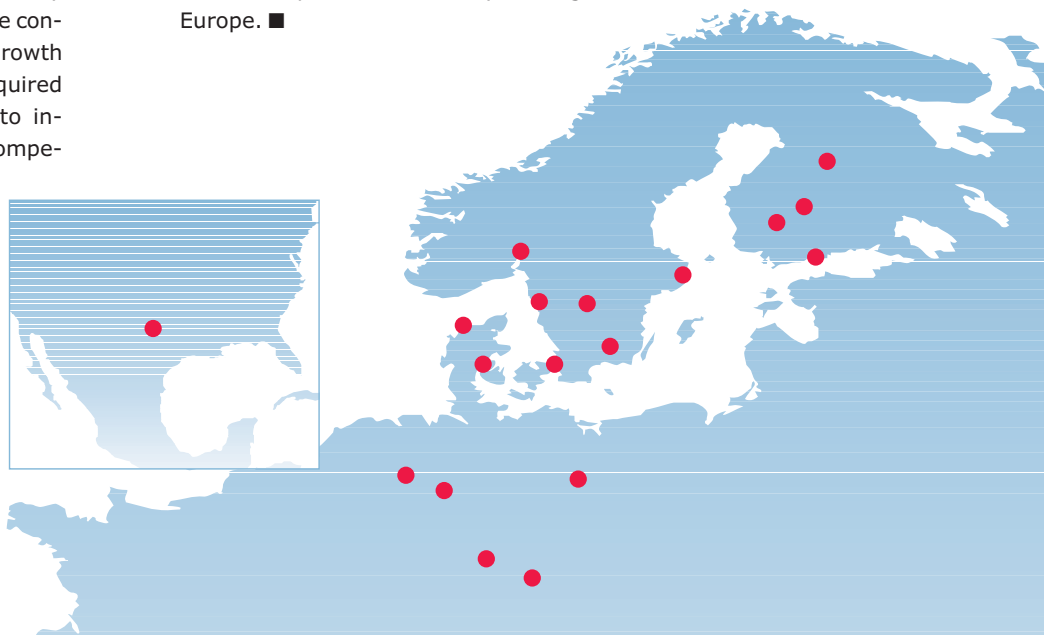 e con-
rowth
quired
to in-
ompe-
Europe. ■